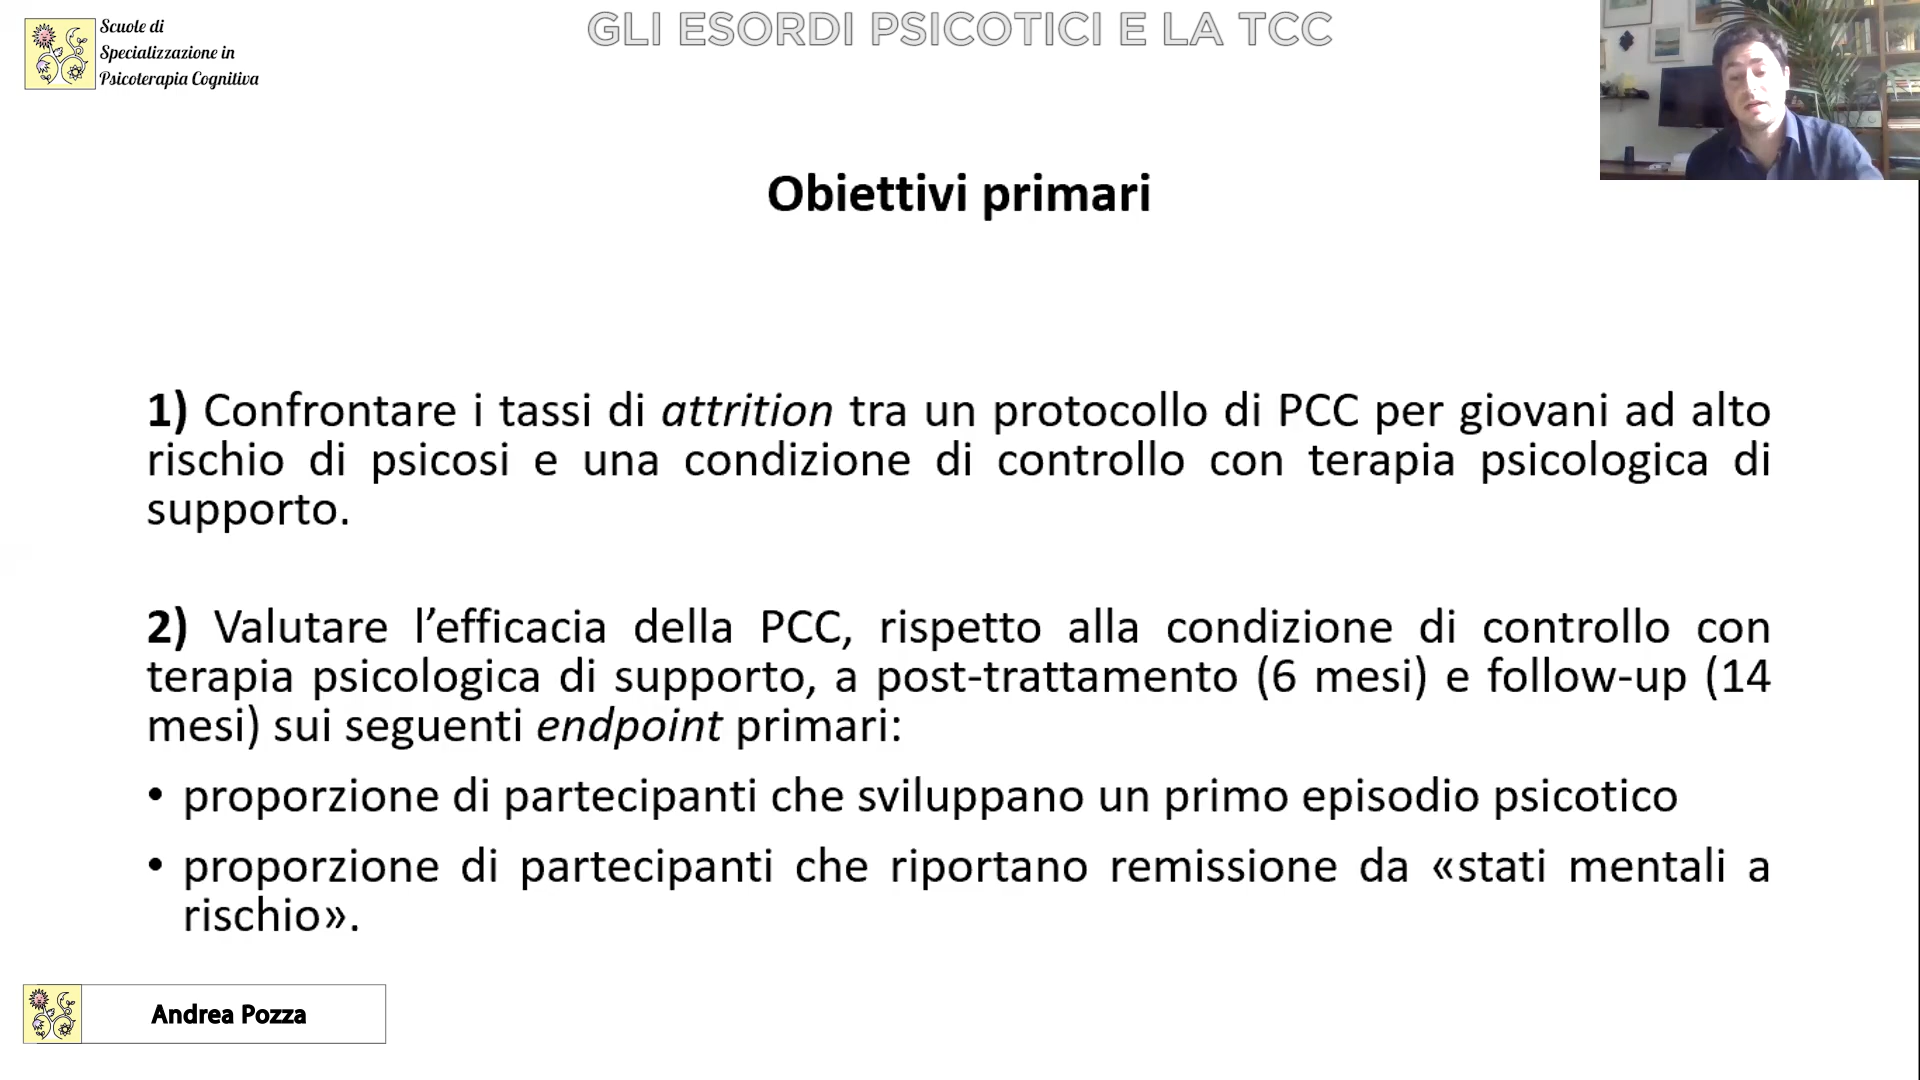 Scuole di
Specializzazione in
Psicoterapia Cognitiva
GLI ESORDI PSICOTICI E LA TCC
Obiettivi primari
1) Confrontare i tassi di attrition tra un protocollo di PCC per giovani ad alto
rischio di psicosi e una condizione di controllo con terapia psicologica di
supporto.
2) Valutare l’efficacia della PCC, rispetto alla condizione di controllo con
terapia psicologica di supporto, a post-trattamento (6 mesi) e follow-up (14
mesi) sui seguenti endpoint primari:
• proporzione di partecipanti che sviluppano un primo episodio psicotico
• proporzione di partecipanti che riportano remissione da «stati mentali a
rischio».
Andrea Pozza